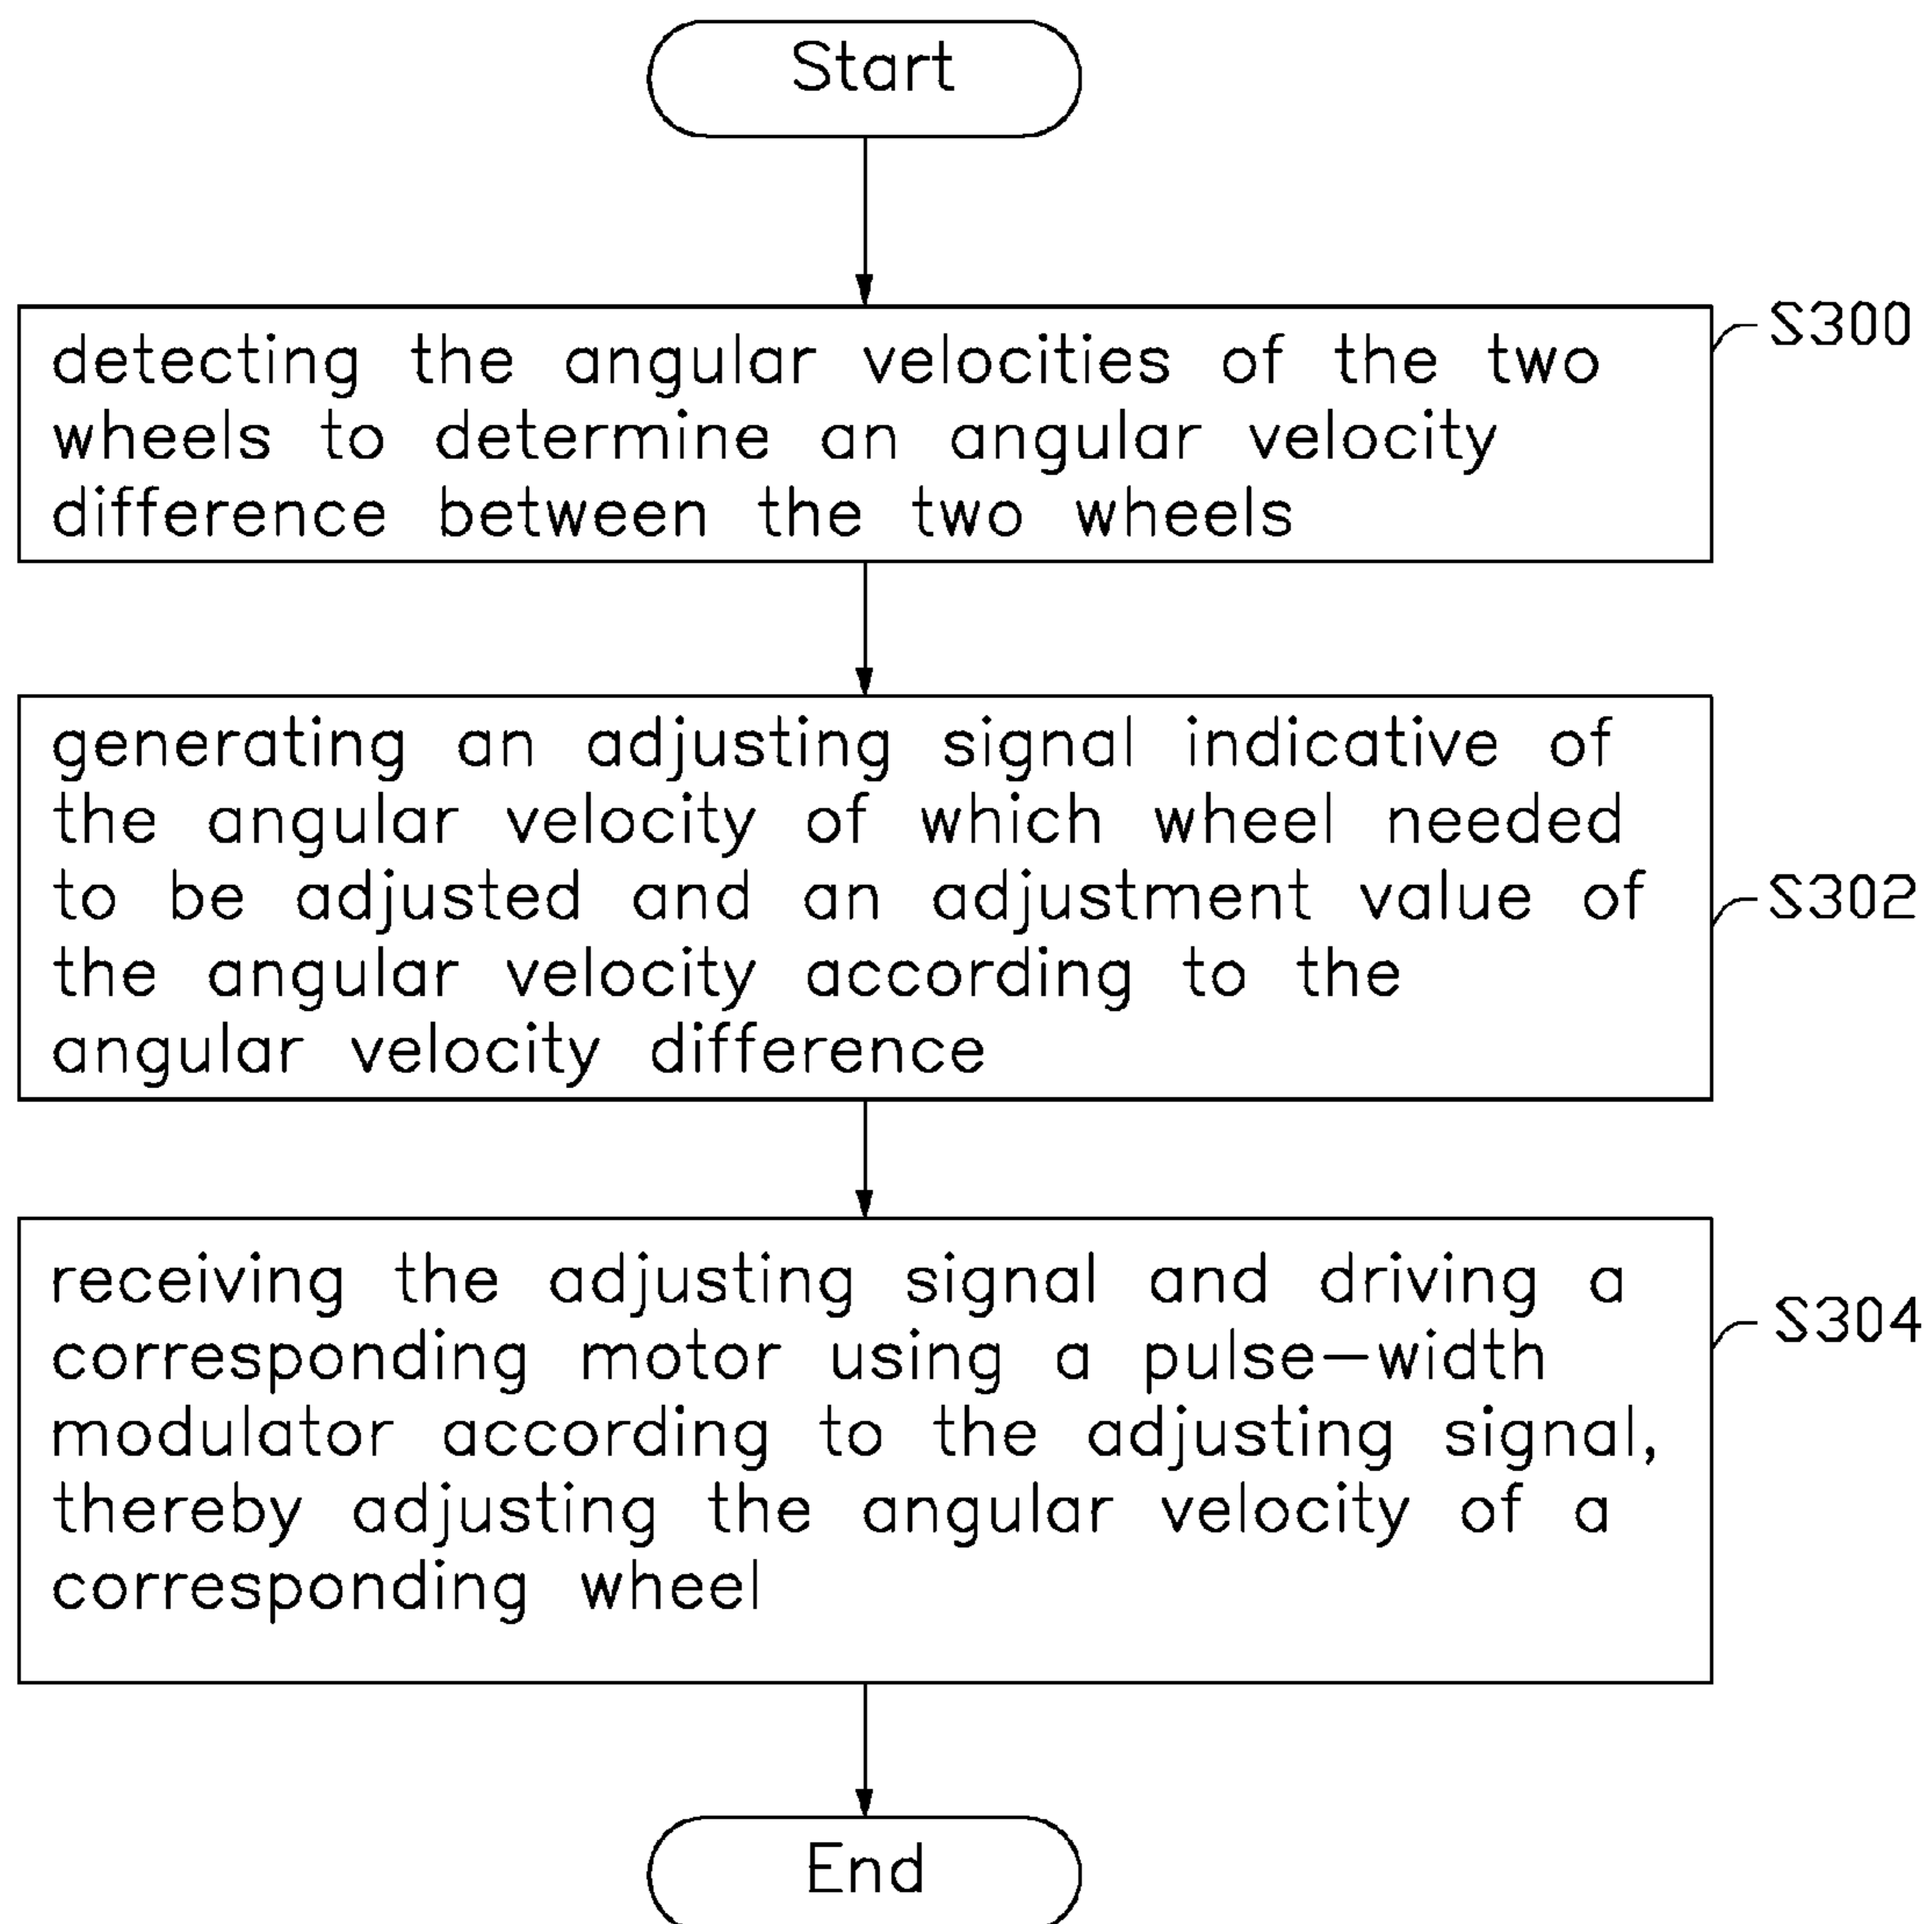 Start
detecting the angular velocities of the two
wheels to determine an angular velocity
difference between the two wheels
S300
generating an adjusting signal indicative of
the angular velocity of which wheel needed
to be adjusted and an adjustment value of
the angular velocity according to the
angular velocity difference
S302
receiving the adjusting signal and driving a
corresponding motor using a pulse-width
modulator according to the adjusting signal,
thereby adjusting the angular velocity of a
corresponding wheel
S304
End